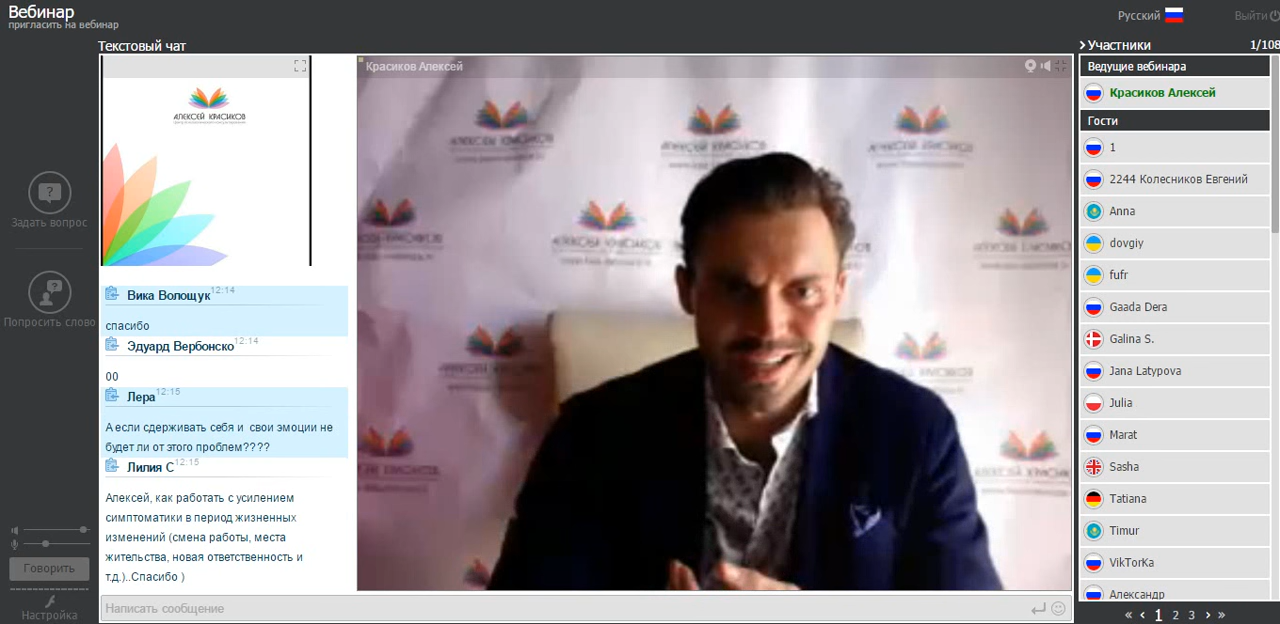 Вебинар
пригласить на вебинар
Русский
Выйти
Текстовый чат
Участники 1/108
АЛЕКСЕЙ КРАСИКОВ
Задать вопрос
Попросить слово
Вика Волощук 12:14
спасибо
Эдуард Вербонско 12:14
00
Лера 12:15
А если сдерживать себя и свои эмоции не
будет ли от этого проблем????
Лилия С 12:15
Алексей, как работать с усилением
симптоматики в период жизненных
изменений (смена работы, места
жительства, новая ответственность и
т.д.)..Спасибо )
Говорить
Настройка
Написать сообщение
Красиков Алексей
Ведущие вебинара
Красиков Алексей
Гости
1
2244 Колесников Евгений
Anna
dovgiy
fufr
Gaada Dera
Galina S.
Jana Latypova
Julia
Marat
Sasha
Tatiana
Timur
VikTorKa
Александр
« ‹ 1 2 3 › »